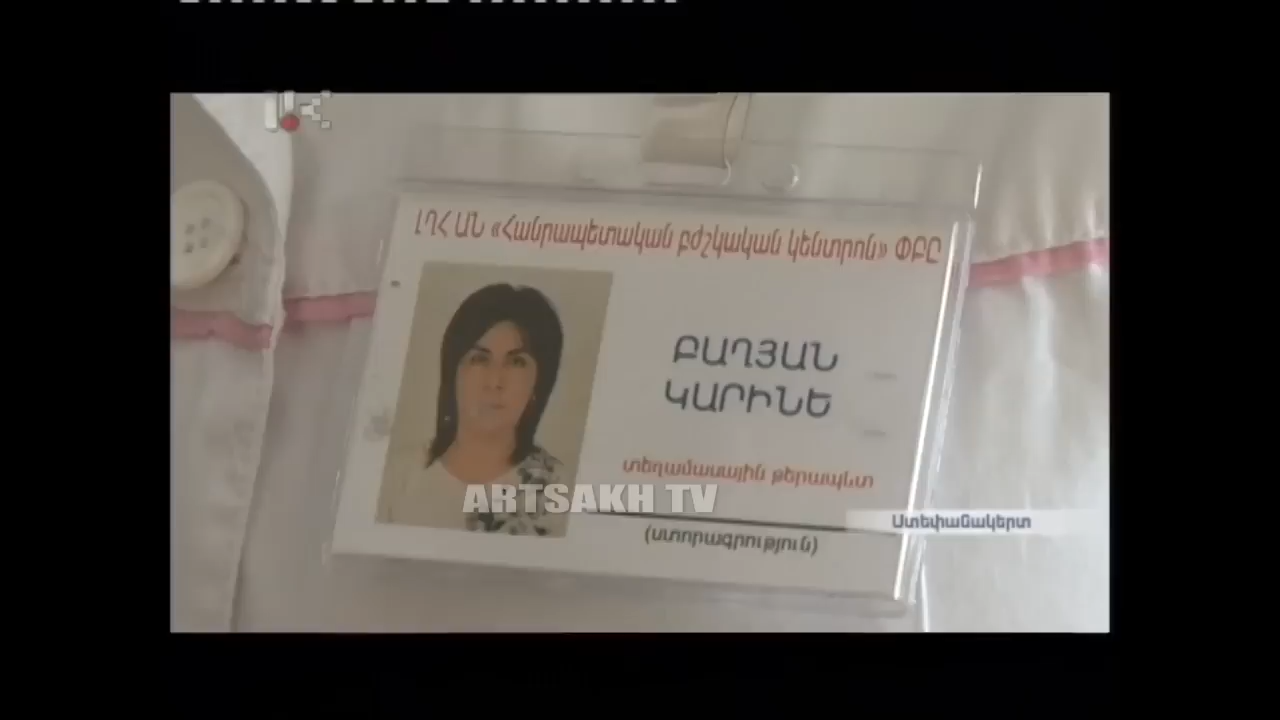 ԼՂՀ ԱՆ «Հանրապետական բժշկական կենտրոն» ՓԲԸ
ԲԱՂՅԱՆ
ԿԱՐԻՆԵ
տեղամասային թերապևտ
ARTSAKH TV
Ստեփանակերտ
(ստորագրություն)